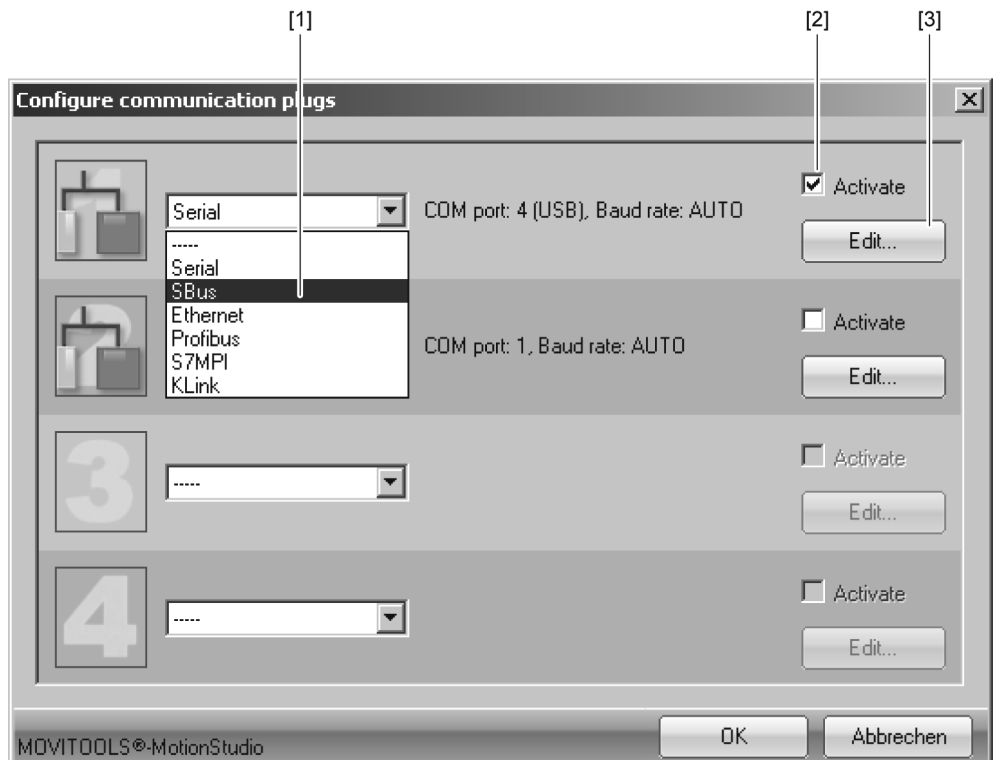 [1] [2] [3]
Configure communication plugs
Activate
Serial COM port: 4 (USB), Baud rate: AUTO
Edit...
-----
Serial
SBus
Ethernet
Profibus
S7MPI
KLink
Activate
COM port: 1, Baud rate: AUTO
Edit...
3
Activate
-----
Edit...
4
Activate
-----
Edit...
OK Abbrechen
MOVITOOLS®-MotionStudio